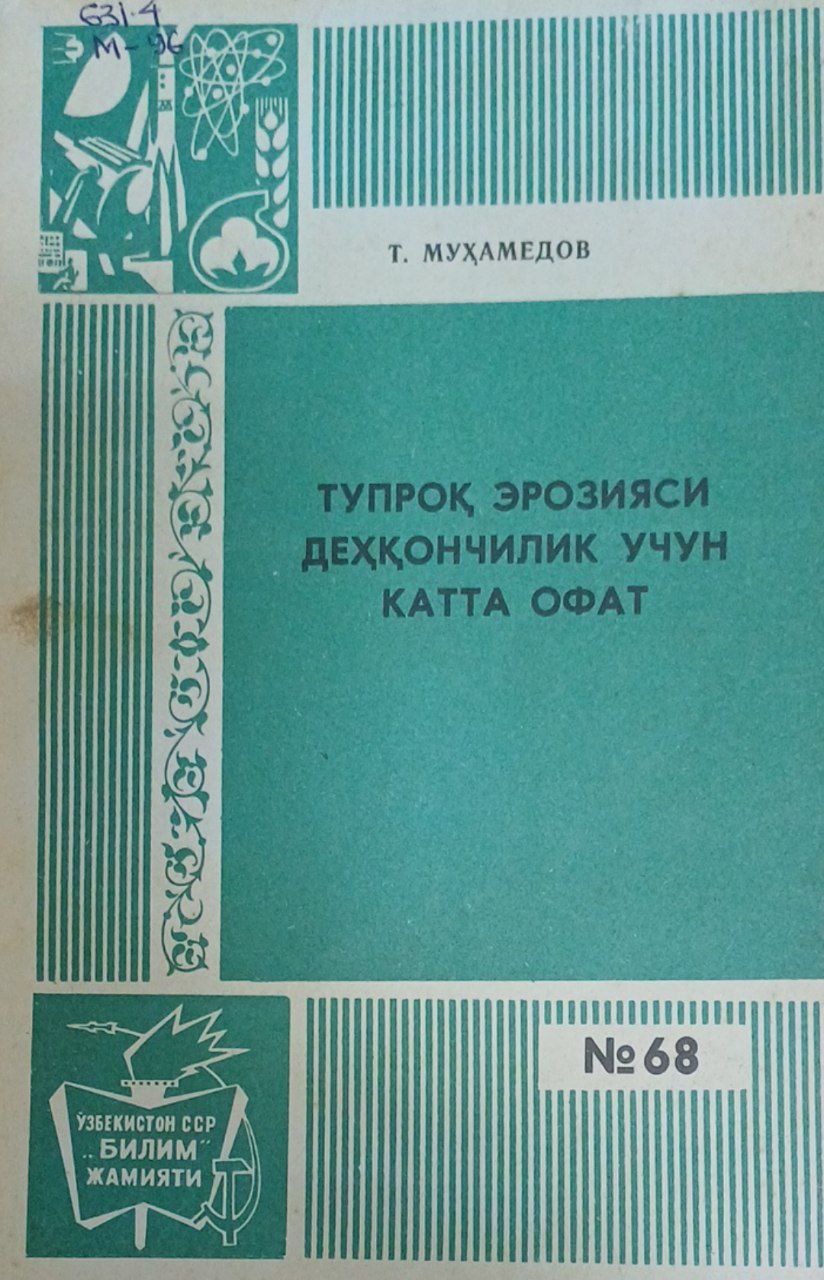 631.4
М-96
Т. МУҲАМЕДОВ
ТУПРОҚ ЭРОЗИЯСИ
ДЕҲҚОНЧИЛИК УЧУН
КАТТА ОФАТ
№68
ЎЗБЕКИСТОН ССР
„БИЛИМ“
ЖАМИЯТИ